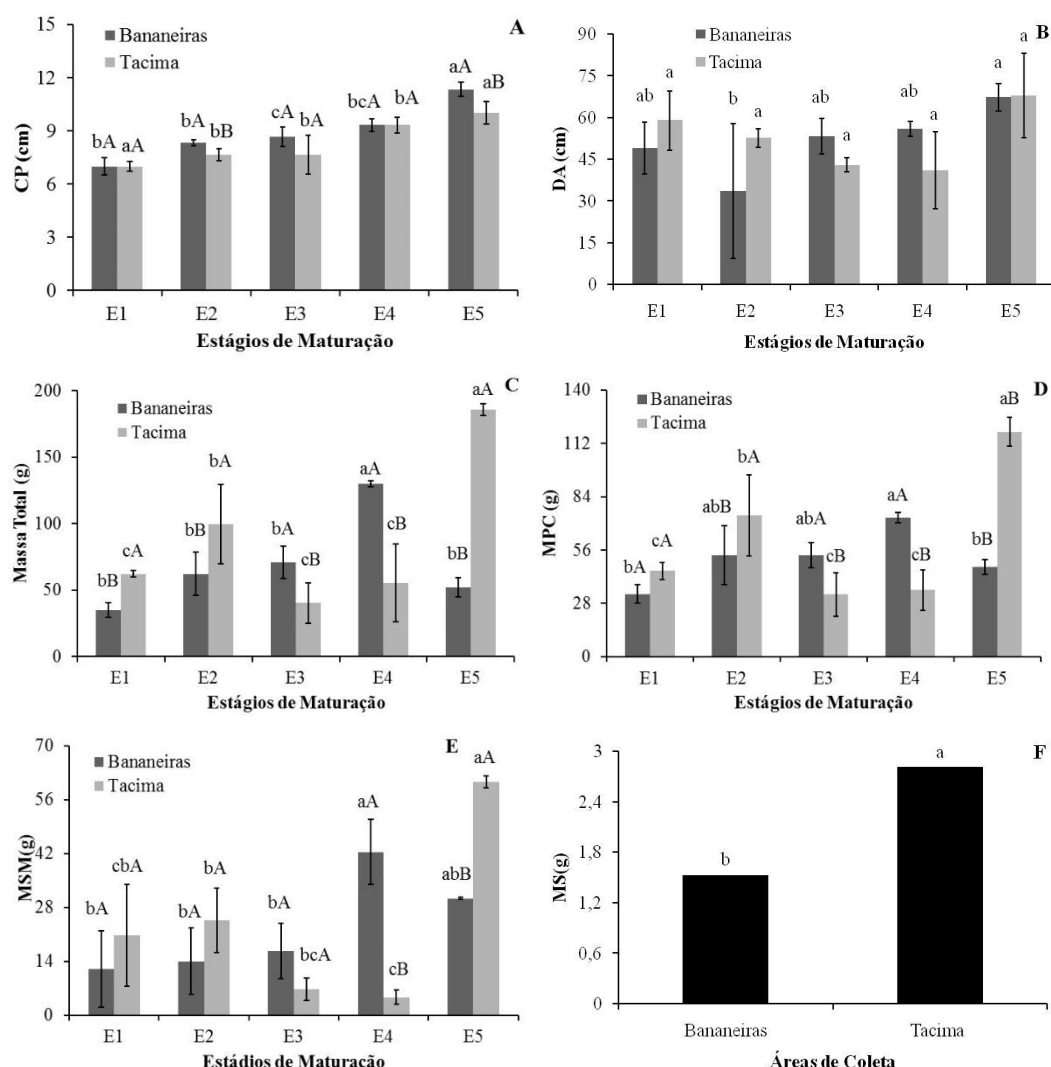 A
CP (cm)
15
12
9
6
3
0
Bananeiras
Tacima
bA aA
bA bB
cA bA
bcA bA
aA aB
E1 E2 E3 E4 E5
Estágios de Maturação
B
DA (cm)
90
75
60
45
30
15
0
Bananeiras
Tacima
ab a
b a
ab a
ab a
a a
E1 E2 E3 E4 E5
Estágios de Maturação
C
Massa Total (g)
200
150
100
50
0
Bananeiras
Tacima
bB cA
bB bA
bA cB
aA cB
bB aA
E1 E2 E3 E4 E5
Estágios de Maturação
D
MPC (g)
140
112
84
56
28
0
Bananeiras
Tacima
bA cA
abB bA
abA cB
aA cB
bB aB
E1 E2 E3 E4 E5
Estágios de Maturação
E
MSM(g)
70
56
42
28
14
0
Bananeiras
Tacima
bA cbA
bA bA
bA bcA
aA cB
abB aA
E1 E2 E3 E4 E5
Estádios de Maturação
F
MS(g)
3
2,4
1,8
1,2
0,6
0
b a
Bananeiras Tacima
Áreas de Coleta